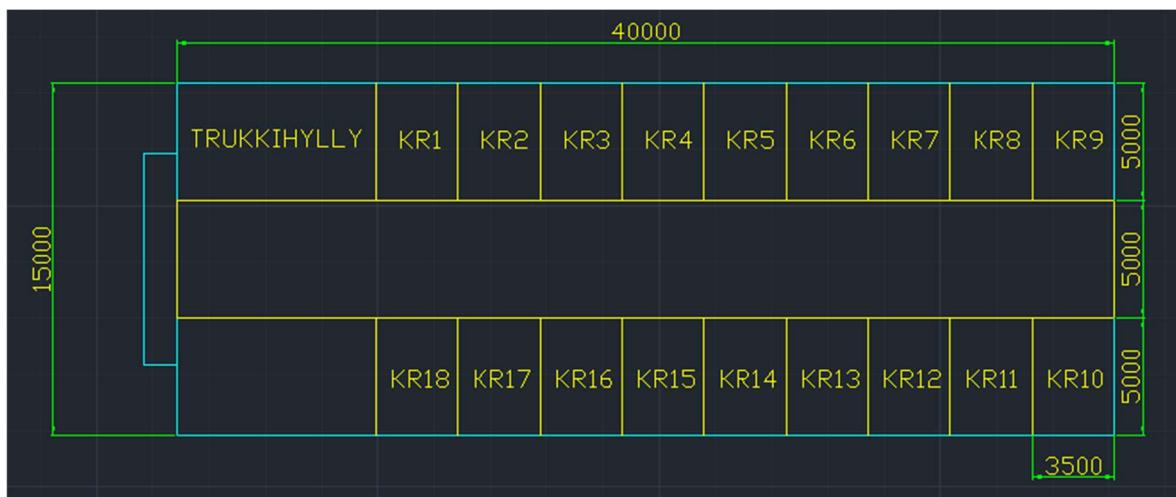 40000
TRUKKIHYLLY KR1 KR2 KR3 KR4 KR5 KR6 KR7 KR8 KR9 5000
15000 5000
KR18 KR17 KR16 KR15 KR14 KR13 KR12 KR11 KR10 5000
3500